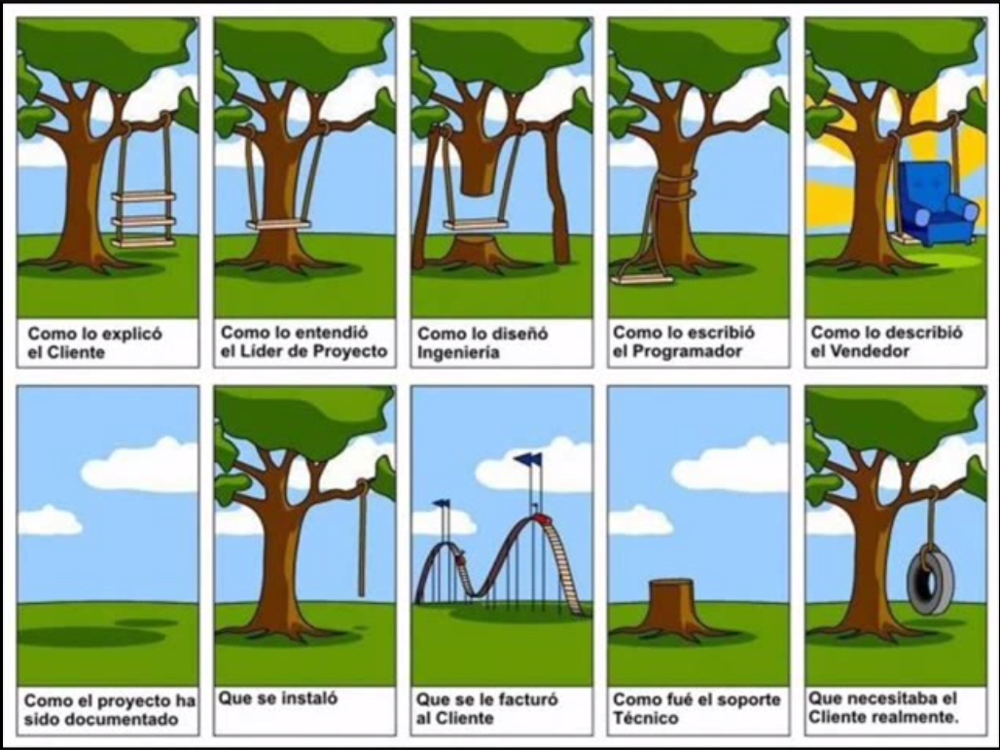 Como lo explicó
el Cliente
Como lo entendió
el Líder de Proyecto
Como lo diseñó
Ingeniería
Como lo escribió
el Programador
Como lo describió
el Vendedor
Como el proyecto ha
sido documentado
Que se instaló
Que se le facturó
al Cliente
Como fué el soporte
Técnico
Que necesitaba el
Cliente realmente.